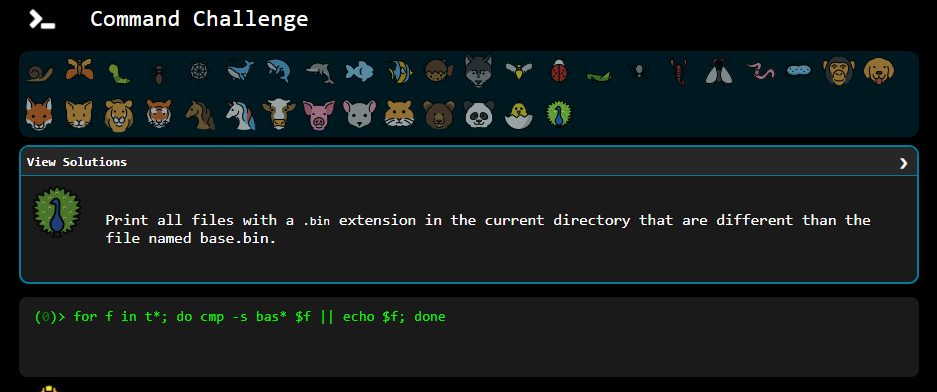 >_ Command Challenge
View Solutions ❯
Print all files with a .bin extension in the current directory that are different than the
file named base.bin.
(0)> for f in t*; do cmp -s bas* $f || echo $f; done